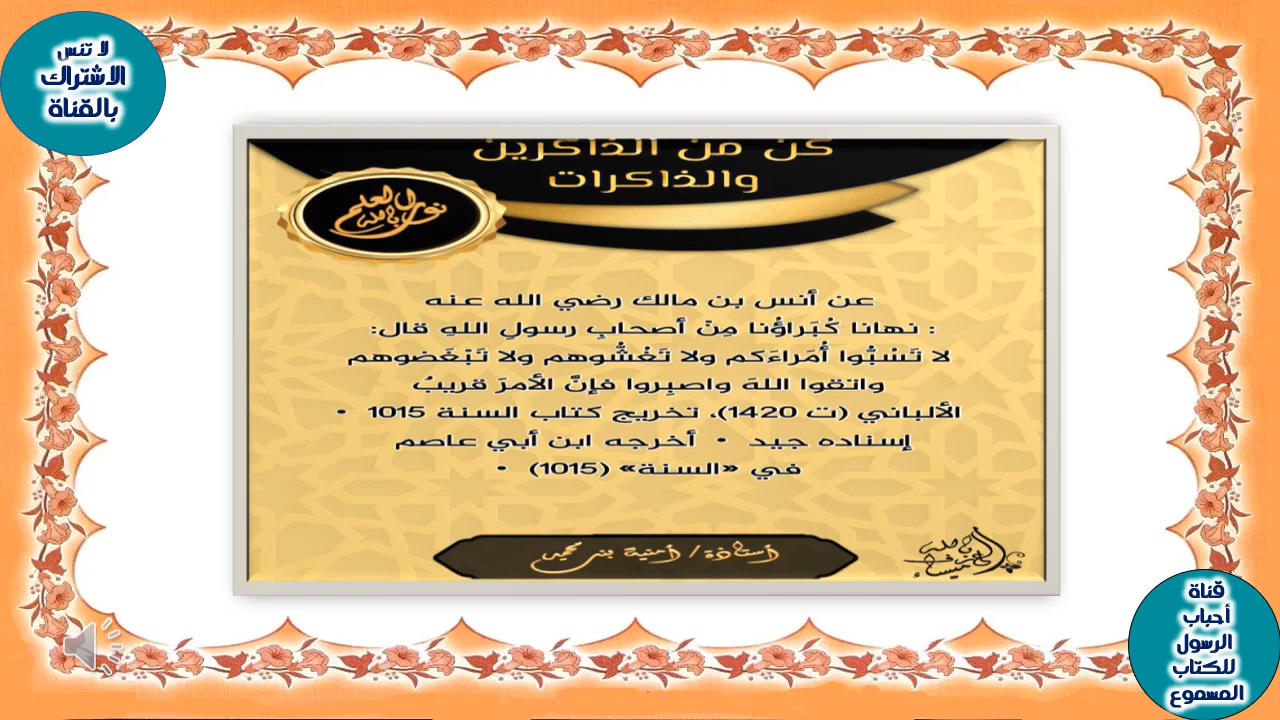 لا تنس
الاشتراك
بالقناة
كن من الذاكرين
والذاكرات
عن أنس بن مالك رضي الله عنه
: نهانا كُبَراؤُنا مِنْ أصحابِ رسولِ اللهِ قال:
لا تَسُبُّوا أُمَراءَكم ولا تَغُشُّوهم ولا تَبْغَضوهم
واتقوا اللهَ واصبِروا فإنَّ الأمرَ قريبُ
الألباني (ت 1420)، تخريج كتاب السنة 1015 •
إسناده جيد • أخرجه ابن أبي عاصم
في «السنة» (1015) •
أستاذة/ أمنية بنى محمد
قناة
أحباب
الرسول
للكتاب
المسموع